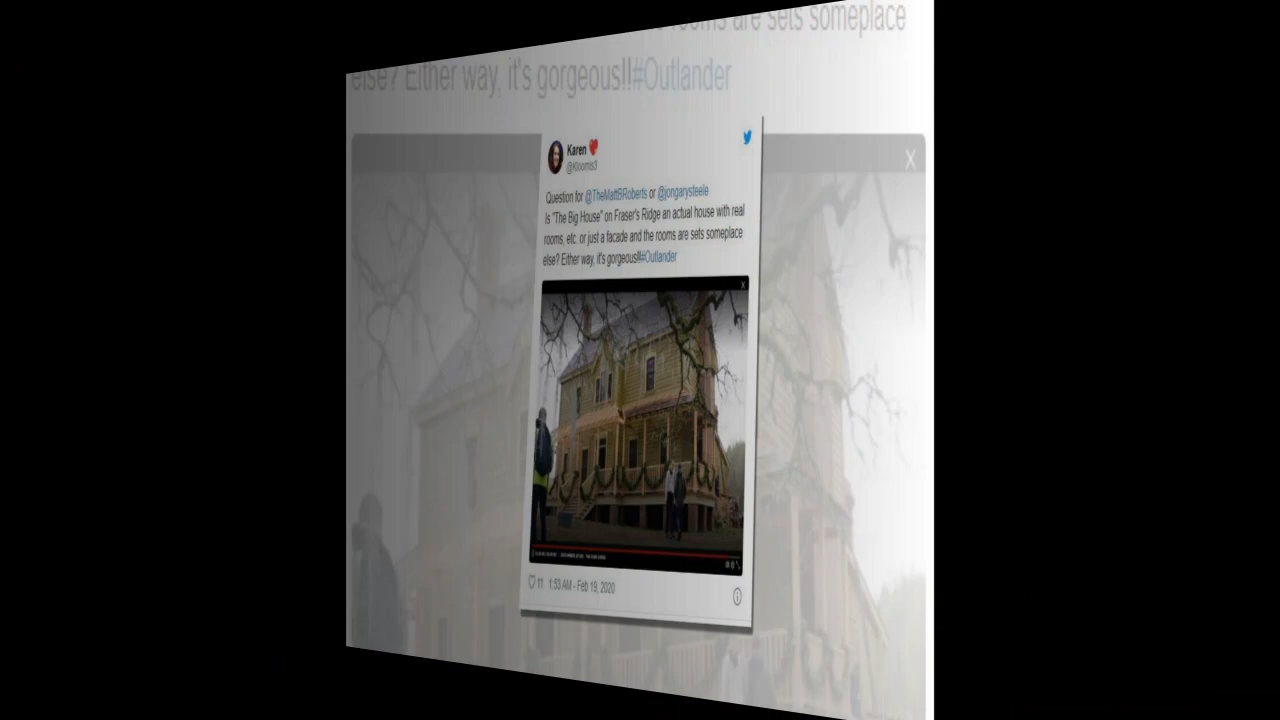 rooms are sets someplace
else? Either way, it's gorgeous!!#Outlander
X
Karen
@Kloomis3
Question for @TheMattBRoberts or @jongarysteele
Is "The Big House" on Fraser's Ridge an actual house with real
rooms, etc. or just a facade and the rooms are sets someplace
else? Either way, it's gorgeous!!#Outlander
X
11 1:53 AM - Feb 19, 2020